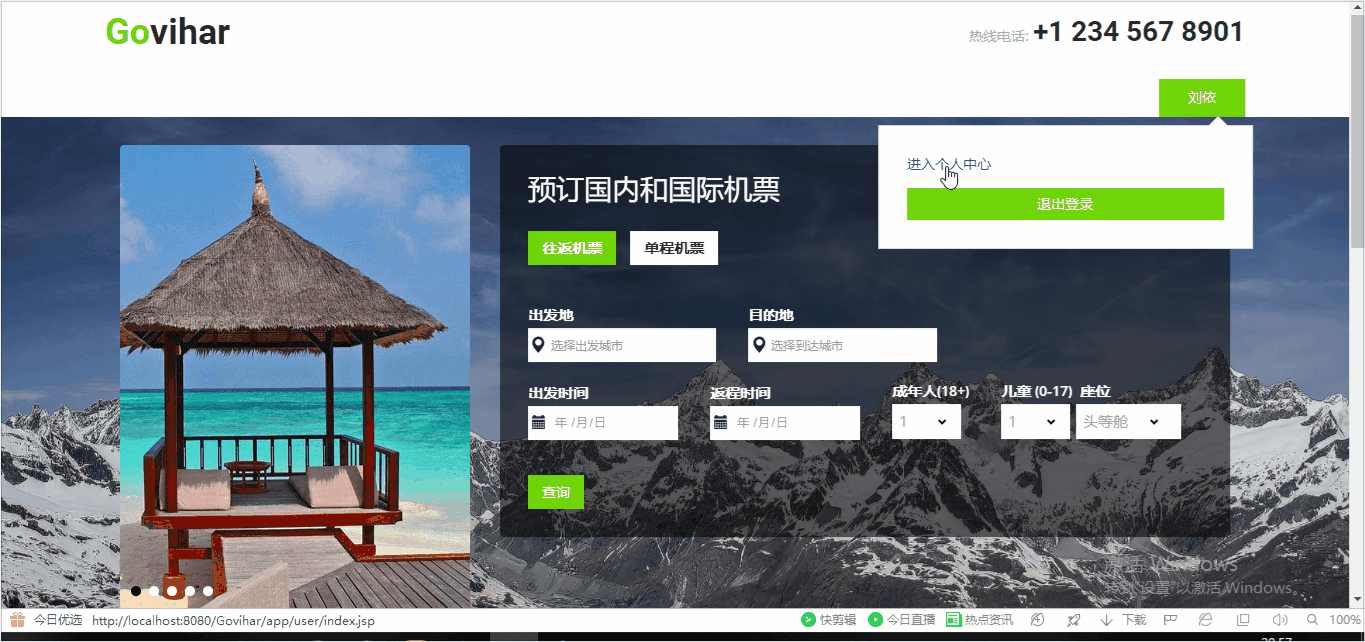 Govihar
热线电话: +1 234 567 8901
刘依
进入个人中心
退出登录
预订国内和国际机票
往返机票 单程机票
出发地 目的地
选择出发城市 选择到达城市
出发时间 返程时间 成年人(18+) 儿童 (0-17) 座位
年 /月/日 年 /月/日 1 1 头等舱
查询
激活 Windows
转到"设置"以激活 Windows。
今日优选 http://localhost:8080/Govihar/app/user/index.jsp 快剪辑 今日直播 热点资讯 下载 100%